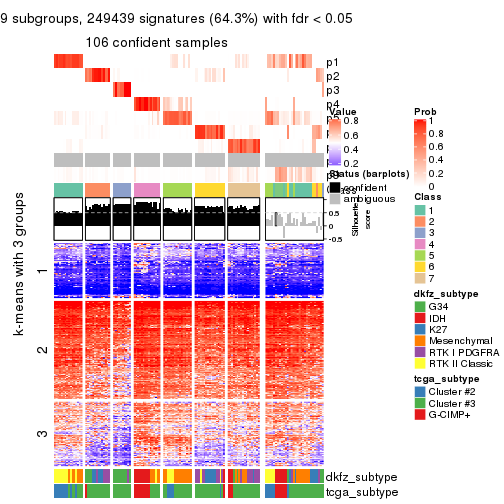 9 subgroups, 249439 signatures (64.3%) with fdr < 0.05
106 confident samples
p1
p2
p3
p4
Value
0.8
0.6
0.4
0.2
Status (barplots)
confident
ambiguous
0.5
0
-0.5
Silhouette
score
k-means with 3 groups
1
2
3
dkfz_subtype
tcga_subtype
Prob
1
0.8
0.6
0.4
0.2
0
Class
1
2
3
4
5
6
7
dkfz_subtype
G34
IDH
K27
Mesenchymal
RTK I PDGFRA
RTK II Classic
tcga_subtype
Cluster #2
Cluster #3
G-CIMP+